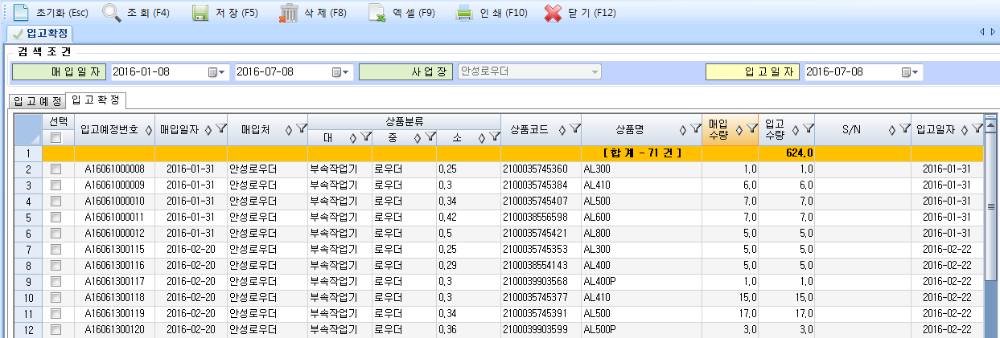 초기화 (Esc) 조 회 (F4) 저 장 (F5) 삭 제 (F8) 엑 셀 (F9) 인 쇄 (F10) 닫 기 (F12)
입고확정
검 색 조 건
매 입 일 자 2016-01-08 2016-07-08 사 업 장 안성로우더 입 고 일 자 2016-07-08
입 고 예 정 입 고 확 정
선택 입고예정번호 매입일자 매입처 상품분류 상품코드 상품명 매입 수량 입고 수량 S/N 입고일자
대 중 소
1 [ 합 계 - 71 건 ] 624,0
2 A16061000008 2016-01-31 안성로우더 부속작업기 로우더 0,25 2100035745360 AL300 1,0 1,0 2016-01-31
3 A16061000009 2016-01-31 안성로우더 부속작업기 로우더 0,3 2100035745384 AL410 6,0 6,0 2016-01-31
4 A16061000010 2016-01-31 안성로우더 부속작업기 로우더 0,34 2100035745407 AL500 7,0 7,0 2016-01-31
5 A16061000011 2016-01-31 안성로우더 부속작업기 로우더 0,42 2100038556598 AL600 7,0 7,0 2016-01-31
6 A16061000012 2016-01-31 안성로우더 부속작업기 로우더 0,5 2100035745421 AL800 5,0 5,0 2016-01-31
7 A16061300115 2016-02-20 안성로우더 부속작업기 로우더 0,25 2100035745353 AL300 5,0 5,0 2016-02-22
8 A16061300116 2016-02-20 안성로우더 부속작업기 로우더 0,29 2100038554143 AL400 5,0 5,0 2016-02-22
9 A16061300117 2016-02-20 안성로우더 부속작업기 로우더 0,3 2100039903568 AL400P 1,0 1,0 2016-02-22
10 A16061300118 2016-02-20 안성로우더 부속작업기 로우더 0,3 2100035745377 AL410 15,0 15,0 2016-02-22
11 A16061300119 2016-02-20 안성로우더 부속작업기 로우더 0,34 2100035745391 AL500 17,0 17,0 2016-02-22
12 A16061300120 2016-02-20 안성로우더 부속작업기 로우더 0,36 2100039903599 AL500P 3,0 3,0 2016-02-22